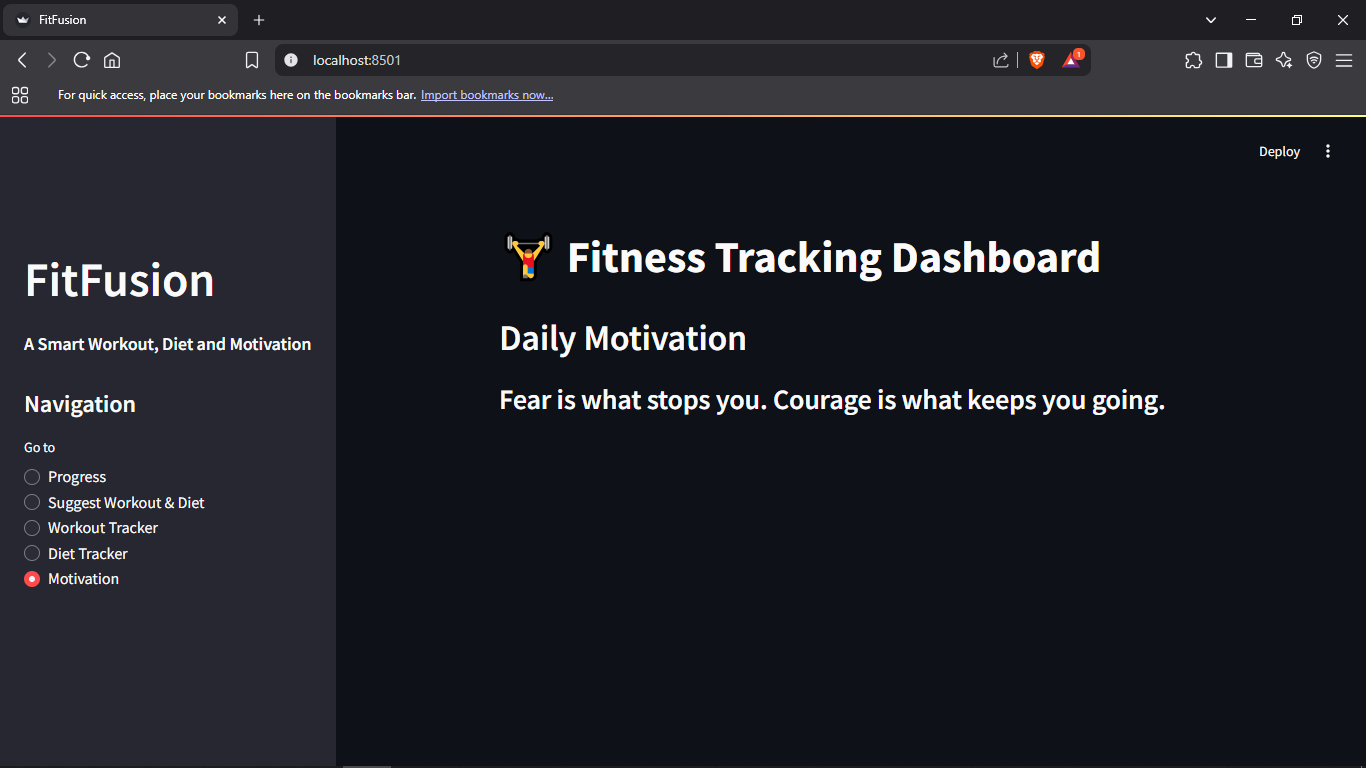 FitFusion
localhost:8501
1
For quick access, place your bookmarks here on the bookmarks bar. Import bookmarks now...
Deploy
FitFusion
A Smart Workout, Diet and Motivation
Navigation
Go to
Progress
Suggest Workout & Diet
Workout Tracker
Diet Tracker
Motivation
Fitness Tracking Dashboard
Daily Motivation
Fear is what stops you. Courage is what keeps you going.